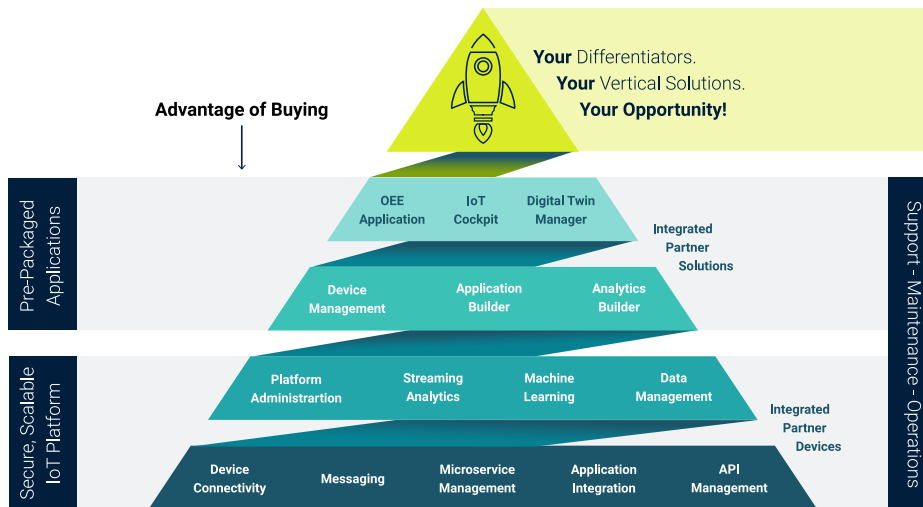 Your Differentiators.
Your Vertical Solutions.
Your Opportunity!
Advantage of Buying
Pre-Packaged
Applications
OEE
Application
IoT
Cockpit
Digital Twin
Manager
Integrated
Partner
Solutions
Device
Management
Application
Builder
Analytics
Builder
Secure, Scalable
IoT Platform
Platform
Administrartion
Streaming
Analytics
Machine
Learning
Data
Management
Integrated
Partner
Devices
Device
Connectivity
Messaging
Microservice
Management
Application
Integration
API
Management
Support - Maintenance - Operations